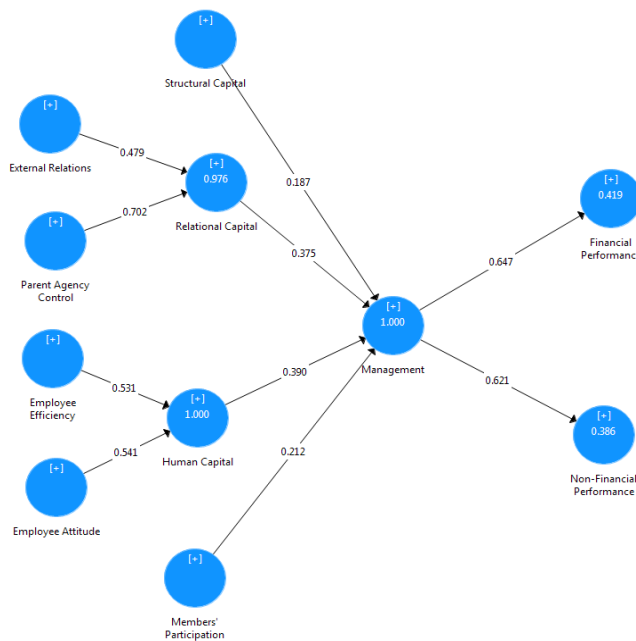 [+]
Structural Capital
[+]
External Relations
0.479
0.187
[+]
0.976
Relational Capital
[+]
0.419
Financial
Performance
[+]
Parent Agency
Control
0.702
0.375
0.647
[+]
1.000
Management
[+]
Employee
Efficiency
0.531
0.390
0.621
[+]
1.000
Human Capital
[+]
0.386
Non-Financial
Performance
[+]
Employee Attitude
0.541
0.212
[+]
Members'
Participation